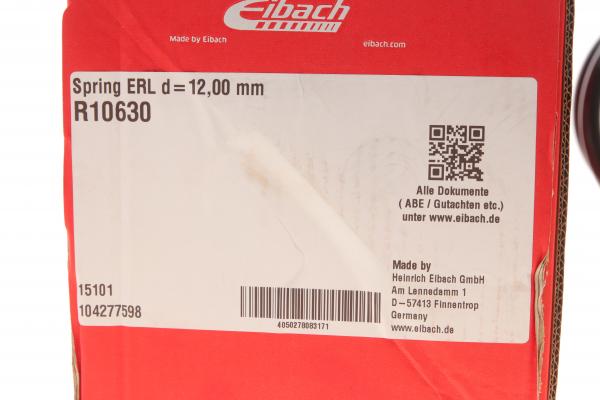 Eibach
Made by Eibach
eibach.com
Spring ERL d=12,00 mm
R10630
Alle Dokumente
( ABE / Gutachten etc.)
unter www.eibach.de
Made by
Heinrich Eibach GmbH
Am Lennedamm 1
D-57413 Finnentrop
Germany
www.eibach.de
15101
104277598
4050278083171